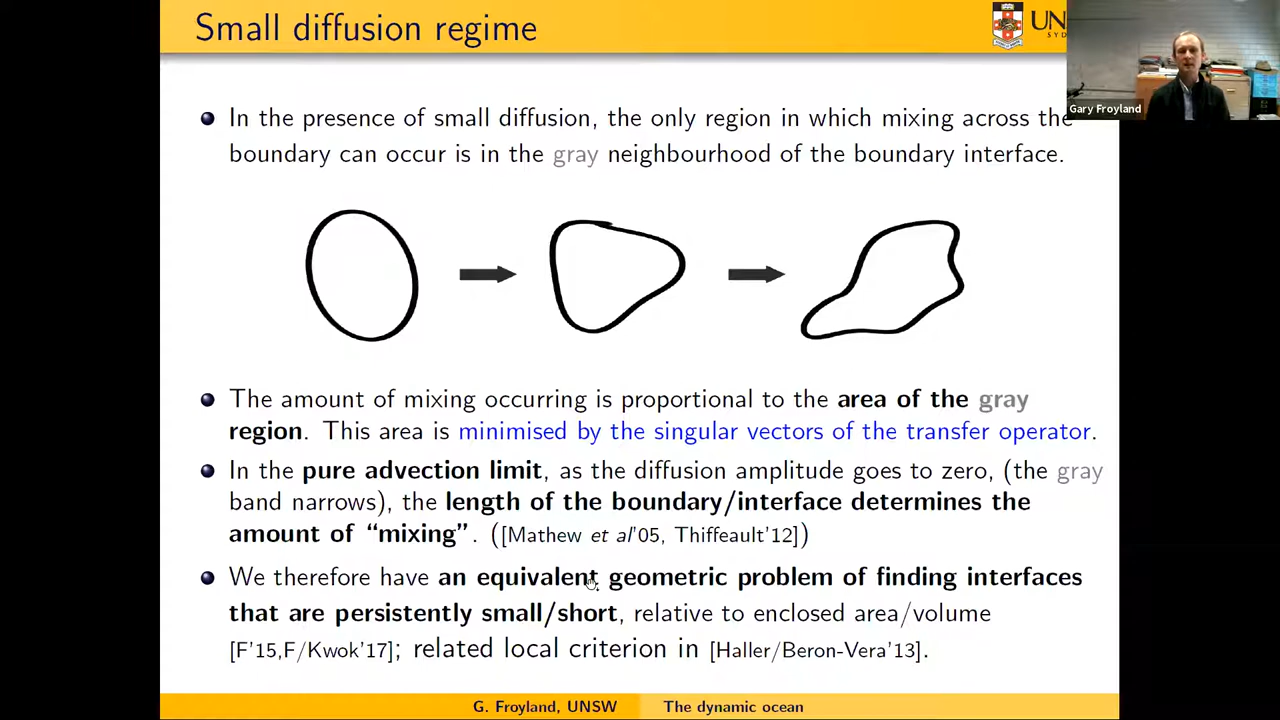 Small diffusion regime
UN
SY
Gary Froyland
In the presence of small diffusion, the only region in which mixing across the
boundary can occur is in the gray neighbourhood of the boundary interface.
The amount of mixing occurring is proportional to the area of the gray
region. This area is minimised by the singular vectors of the transfer operator.
In the pure advection limit, as the diffusion amplitude goes to zero, (the gray
band narrows), the length of the boundary/interface determines the
amount of “mixing”. ([Mathew et al'05, Thiffeault'12])
We therefore have an equivalent geometric problem of finding interfaces
that are persistently small/short, relative to enclosed area/volume
[F'15,F/Kwok'17]; related local criterion in [Haller/Beron-Vera'13].
G. Froyland, UNSW The dynamic ocean